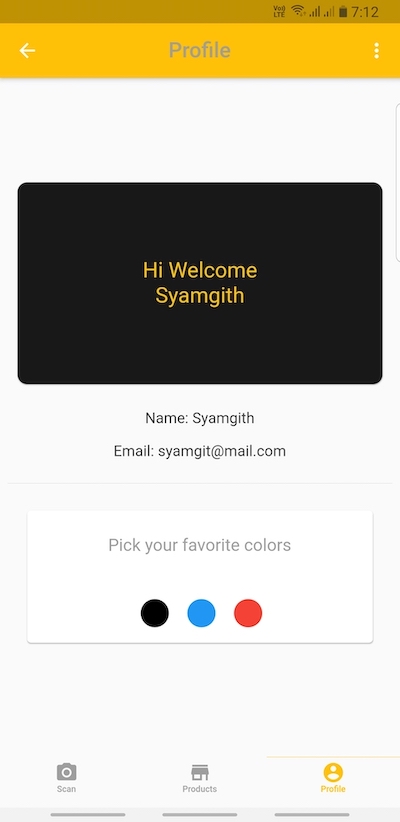 Vo)) LTE 7:12
Profile
Hi Welcome
Syamgith
Name: Syamgith
Email: syamgit@mail.com
Pick your favorite colors
Scan Products Profile